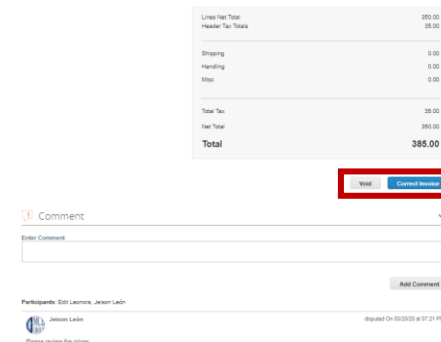 Lines Net Total 350.00
Header Tax Totals 35.00
Shipping 0.00
Handling 0.00
Misc 0.00
Total Tax 35.00
Net Total 350.00
Total 385.00
Void Correct Invoice
Comment
Enter Comment
Add Comment
Participants: Edit Leonora, Jeison León
Jeison León disputed On 03/20/20 at 07:21 PM
Please review the prices